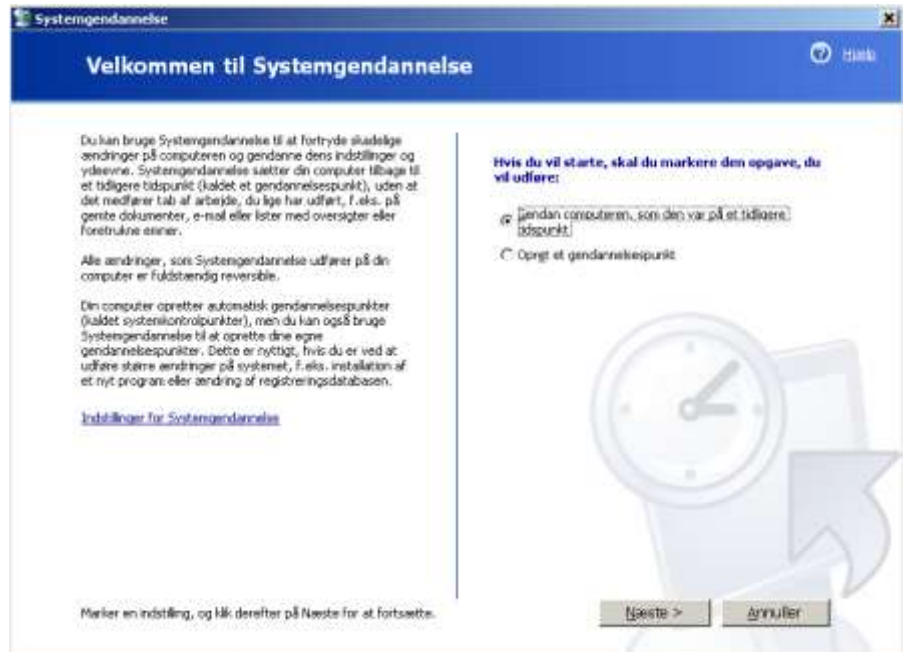 Systemgendannelse
Velkommen til Systemgendannelse
Hjælp
Du kan bruge Systemgendannelse til at fortryde skadelige
ændringer på computeren og gendanne dens indstillinger og
ydeevne. Systemgendannelse sætter din computer tilbage til
et tidligere tidspunkt (kaldet et gendannelsespunkt), uden at
det medfører tab af arbejde, du lige har udført, f.eks. på
gemte dokumenter, e-mail eller lister med oversigter eller
foretrukne emner.
Alle ændringer, som Systemgendannelse udfører på din
computer er fuldstændig reversible.
Din computer opretter automatisk gendannelsespunkter
(kaldet systemkontrolpunkter), men du kan også bruge
Systemgendannelse til at oprette dine egne
gendannelsespunkter. Dette er nyttigt, hvis du er ved at
udføre større ændringer på systemet, f.eks. installation af
et nyt program eller ændring af registreringsdatabasen.
Indstillinger for Systemgendannelse
Hvis du vil starte, skal du markere den opgave, du
vil udføre:
Gendan computeren, som den var på et tidligere
tidspunkt
Opret et gendannelsespunkt
Marker en indstilling, og klik derefter på Næste for at fortsætte.
Næste >
Annuller